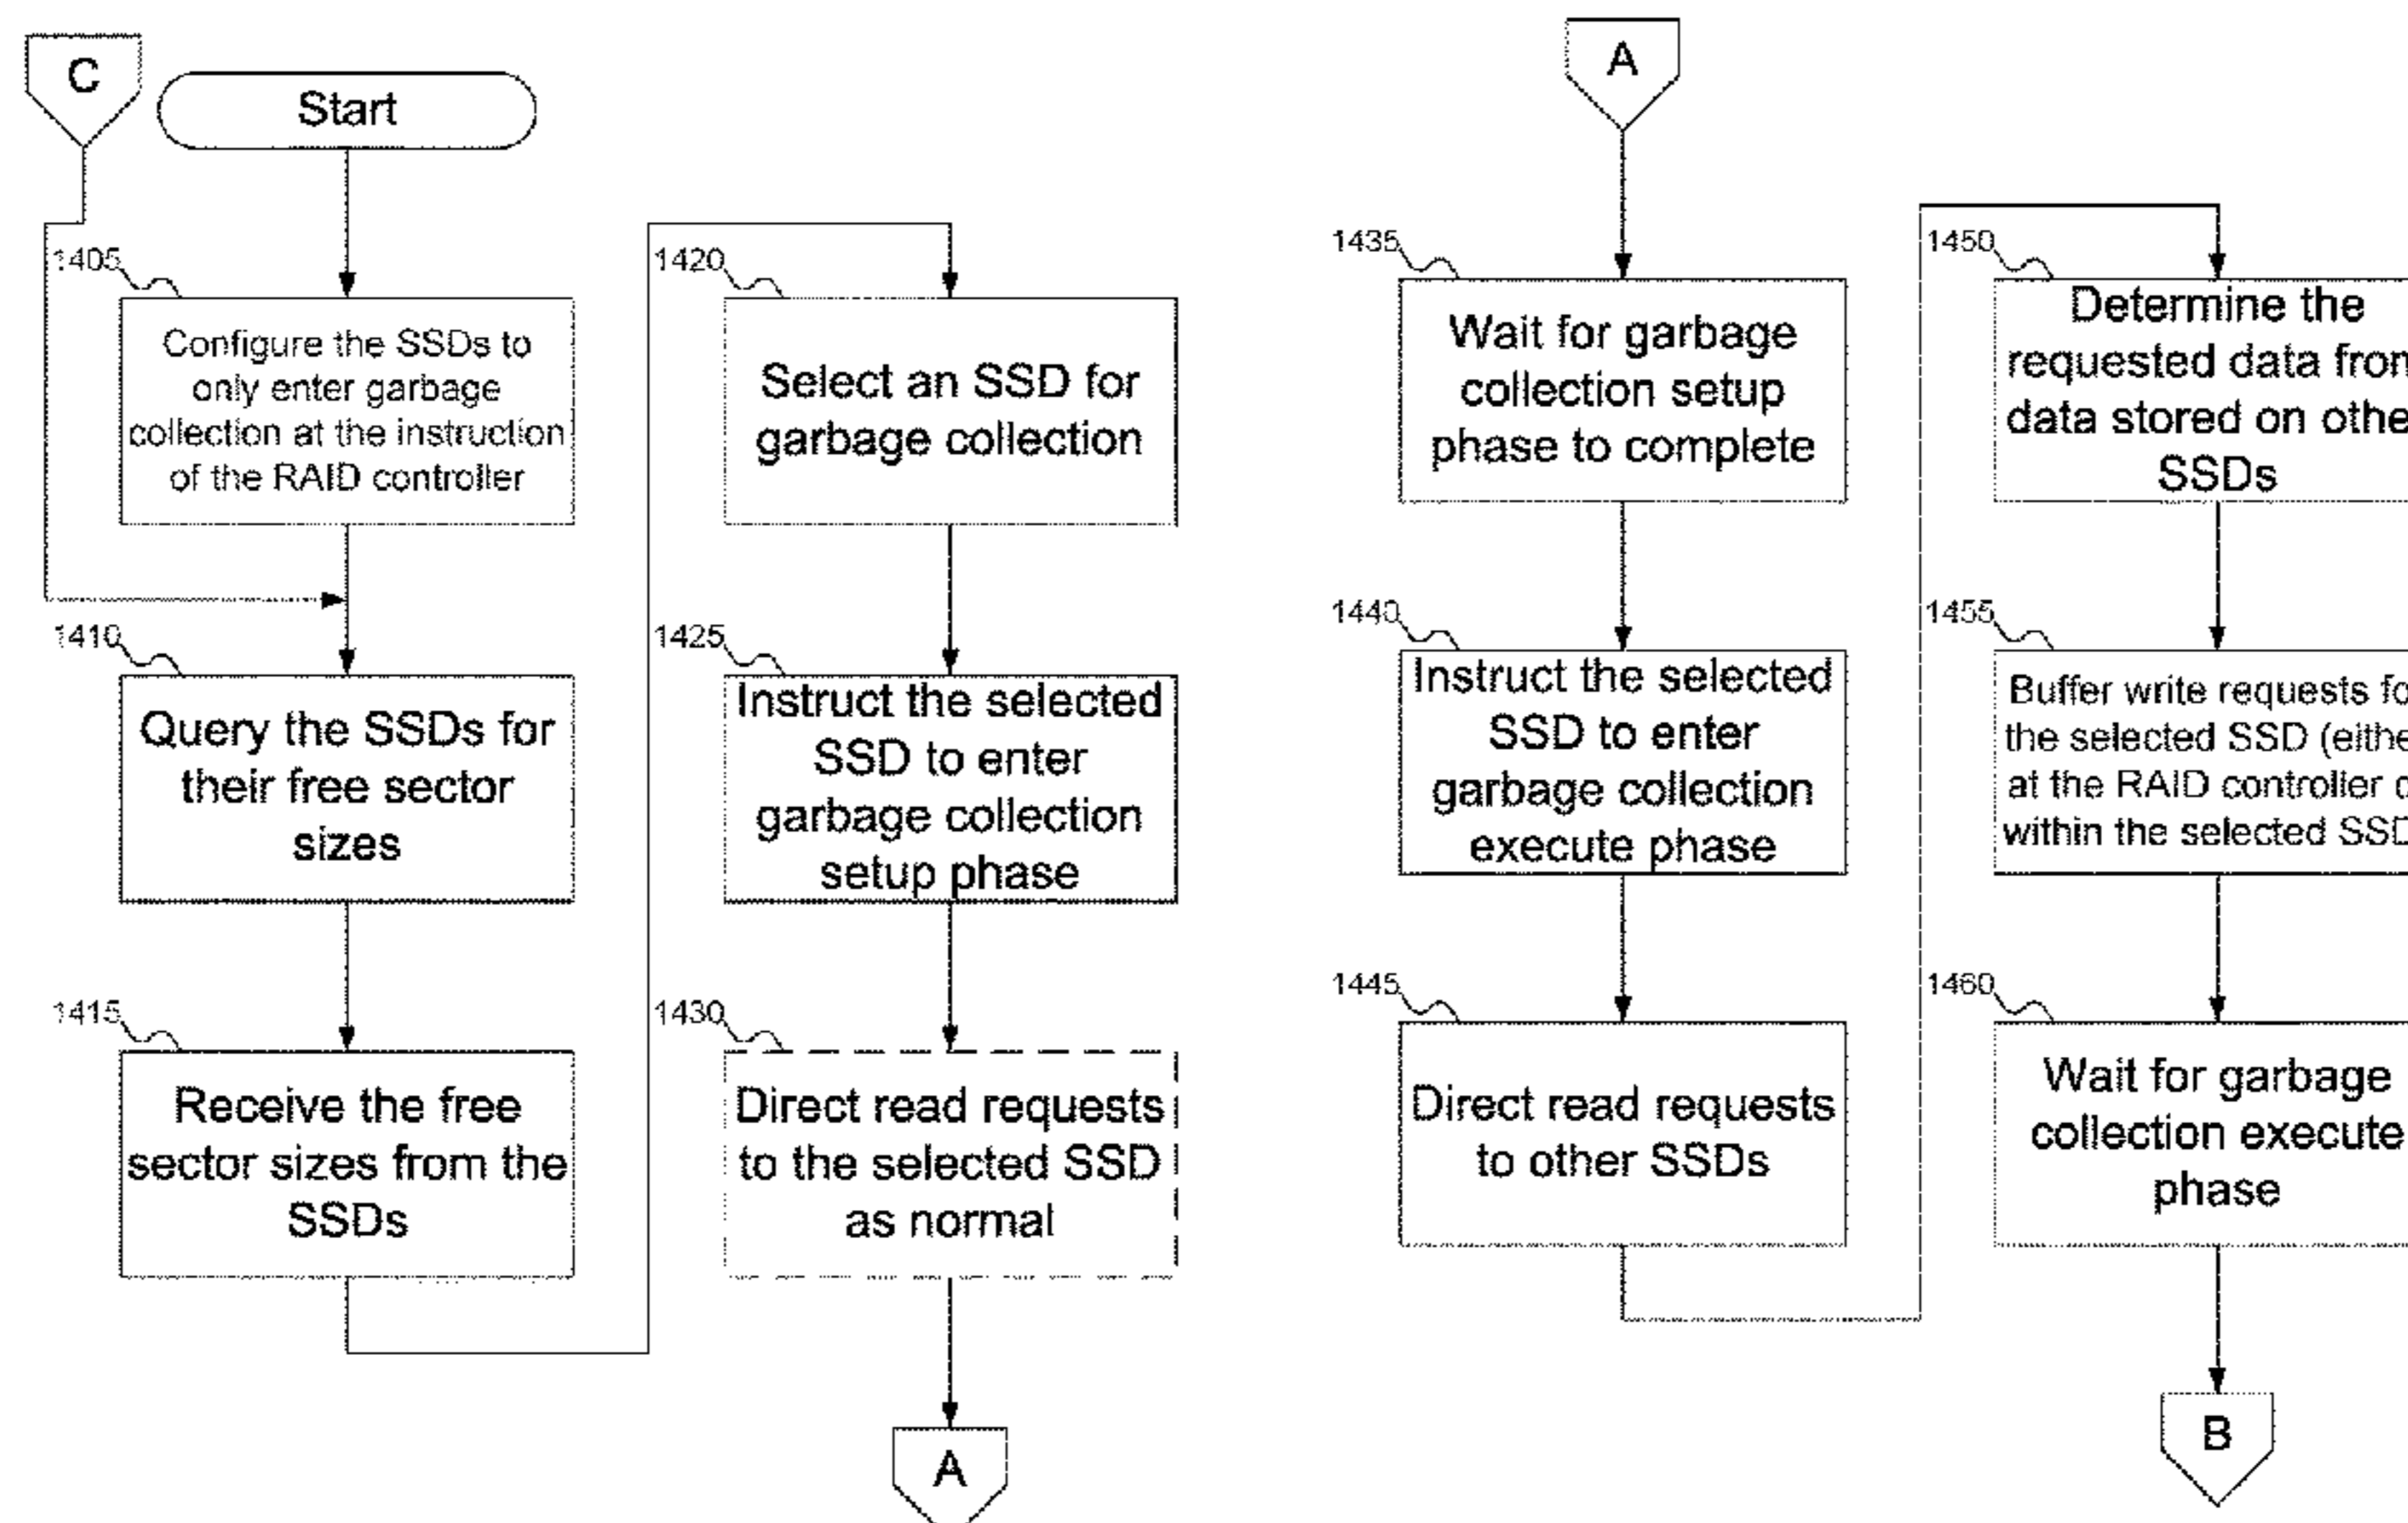 C
Start
1405
Configure the SSDs to
only enter garbage
collection at the instruction
of the RAID controller
1410
Query the SSDs for
their free sector
sizes
1415
Receive the free
sector sizes from the
SSDs
1420
Select an SSD for
garbage collection
1425
Instruct the selected
SSD to enter
garbage collection
setup phase
1430
Direct read requests
to the selected SSD
as normal
A
A
1435
Wait for garbage
collection setup
phase to complete
1440
Instruct the selected
SSD to enter
garbage collection
execute phase
1445
Direct read requests
to other SSDs
1450
Determine the
requested data
data stored on
SSDs
1455
Buffer write requests
the selected SSD
at the RAID controller
within the selected
1460
Wait for garbage
collection execute
phase
B